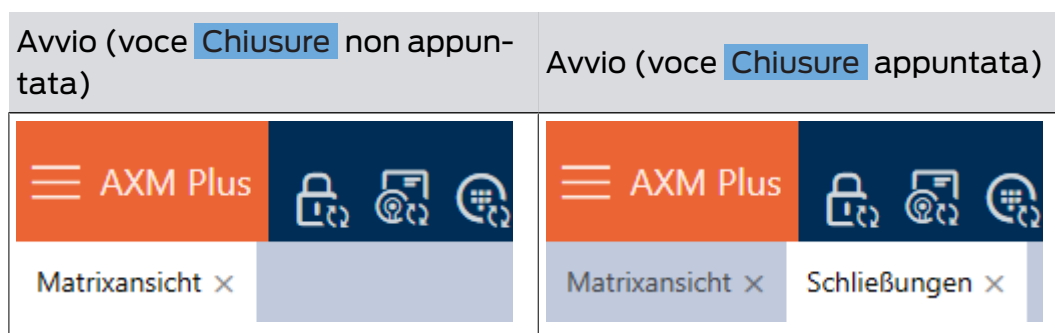 Avvio (voce Chiusure non appun-
tata)
Avvio (voce Chiusure appuntata)
AXM Plus
Matrixansicht ×
AXM Plus
Matrixansicht × Schließungen ×